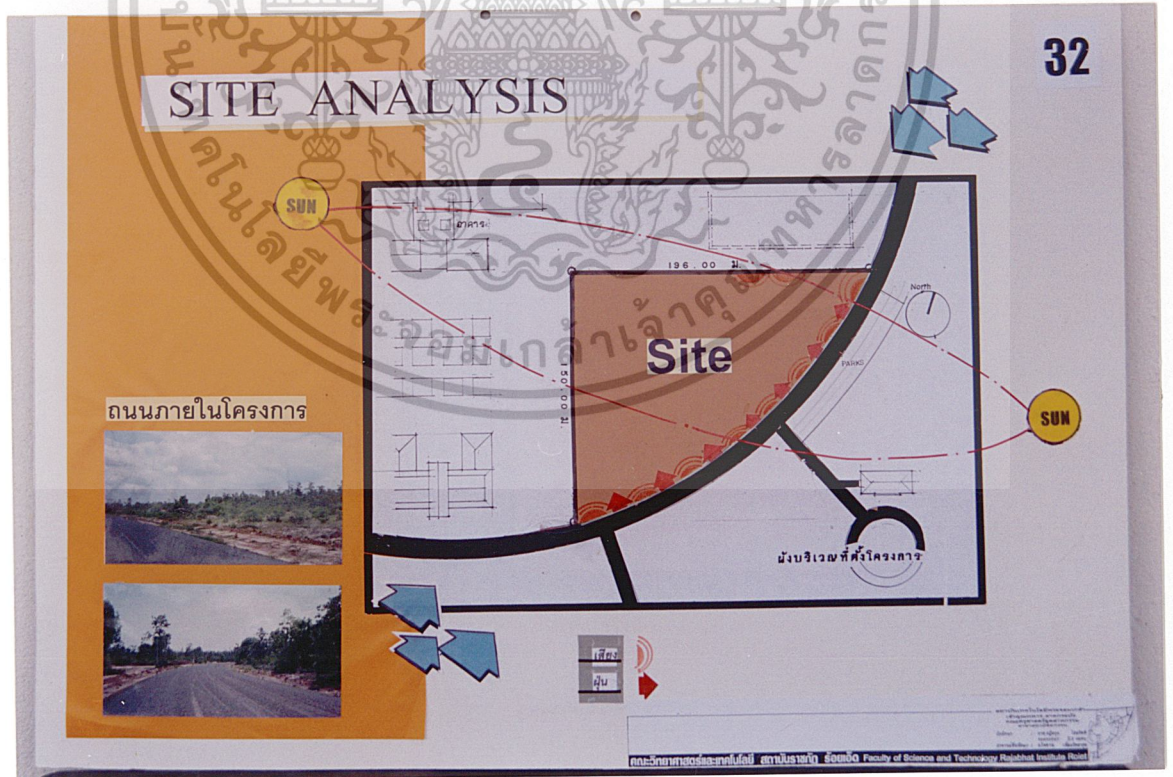 32
SITE ANALYSIS
SUN
อาคาร
196.00 ม.
North
Site
PARKS
150.00 ม.
SUN
ถนนภายในโครงการ
ผังบริเวณที่ตั้งโครงการ
เสียง
ฝุ่น
คณะวิทยาศาสตร์และเทคโนโลยี สถาบันราชภัฏ ร้อยเอ็ด Faculty of Science and Technology Rajabhat Institute Roiet